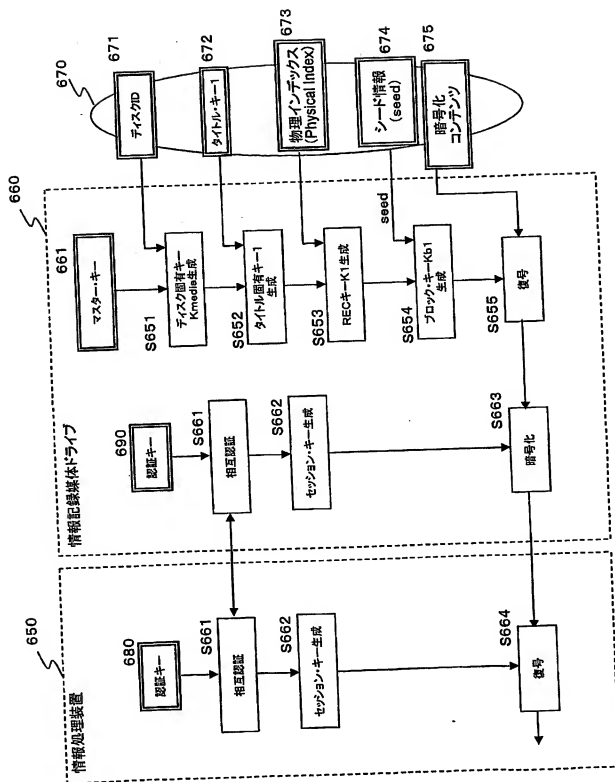 650
情報処理装置
680
認証キー
S661
相互認証
S662
セッション・キー生成
S664
復号
660
情報記録媒体ドライブ
690
認証キー
S661
相互認証
S662
セッション・キー生成
S663
暗号化
661
マスター・キー
S651
ディスク固有キー
Kmedia生成
S652
タイトル固有キー1
生成
S653
RECキーK1生成
seed
S654
ブロック・キーKb1
生成
S655
復号
670
671
ディスクID
672
タイトル・キー1
673
物理インデックス
(Physical Index)
674
シード情報
(seed)
675
暗号化
コンテンツ